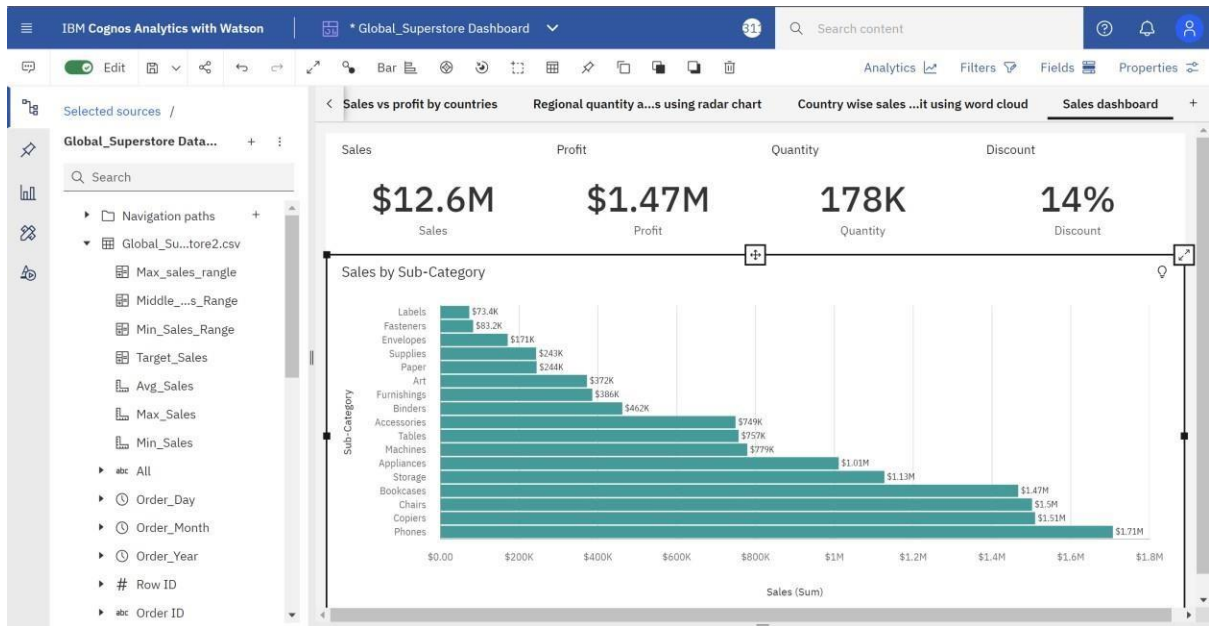 IBM Cognos Analytics with Watson
* Global_Superstore Dashboard
Search content
Edit
Bar
Analytics
Filters
Fields
Properties
Selected sources /
Global_Superstore Data...
Search
Navigation paths
Global_Su...tore2.csv
Max_sales_rangle
Middle_...s_Range
Min_Sales_Range
Target_Sales
Avg_Sales
Max_Sales
Min_Sales
abc All
Order_Day
Order_Month
Order_Year
# Row ID
abc Order ID
Sales vs profit by countries
Regional quantity a...s using radar chart
Country wise sales ...it using word cloud
Sales dashboard
Sales
Profit
Quantity
Discount
$12.6M
$1.47M
178K
14%
Sales
Profit
Quantity
Discount
Sales by Sub-Category
Sub-Category
Labels $73.4K
Fasteners $83.2K
Envelopes $171K
Supplies $243K
Paper $244K
Art $372K
Furnishings $386K
Binders $462K
Accessories $749K
Tables $757K
Machines $779K
Appliances $1.01M
Storage $1.13M
Bookcases $1.47M
Chairs $1.5M
Copiers $1.51M
Phones $1.71M
$0.00 $200K $400K $600K $800K $1M $1.2M $1.4M $1.6M $1.8M
Sales (Sum)